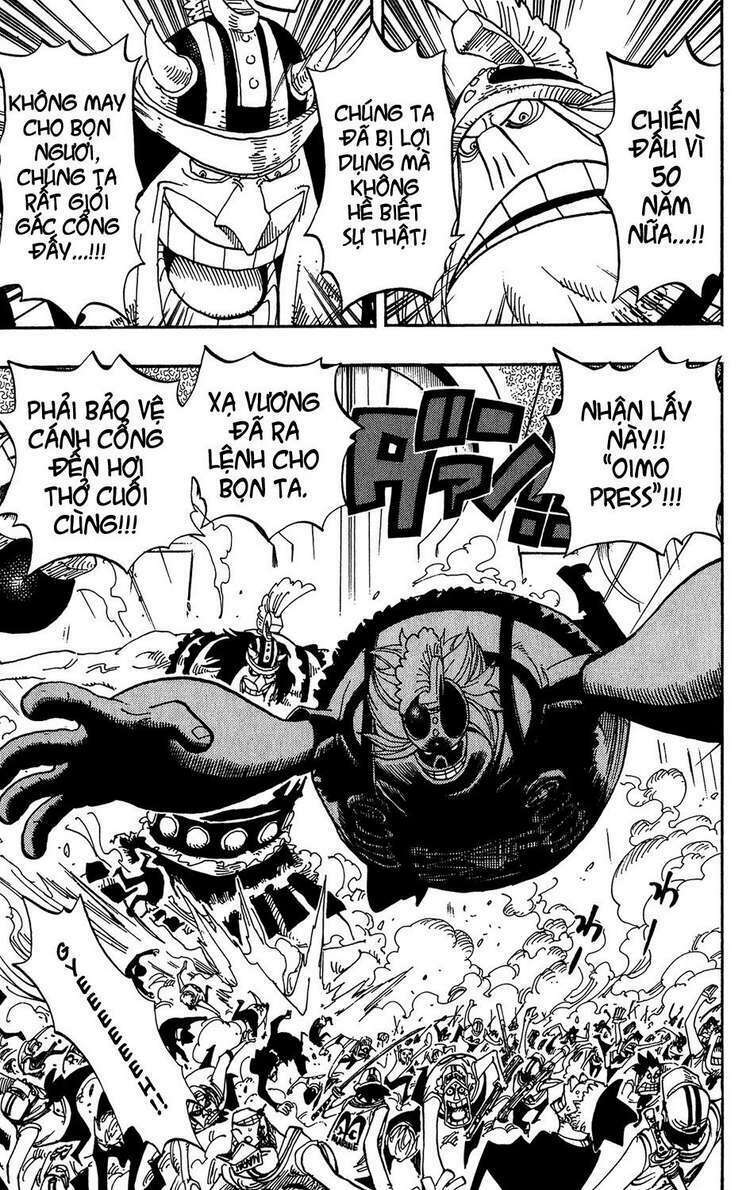 CHIẾN
ĐẤU VÌ
50
NĂM
NỮA...!!
CHÚNG TA
ĐÃ BỊ LỢI
DỤNG MÀ
KHÔNG
HỀ BIẾT
SỰ THẬT!
KHÔNG MAY
CHO BỌN
NGƯƠI,
CHÚNG TA
RẤT GIỎI
GÁC CỔNG
ĐẤY...!!!
NHẬN LẤY
NÀY!!
"OIMO
PRESS"!!!
XẠ VƯƠNG
ĐÃ RA
LỆNH CHO
BỌN TA.
PHẢI BẢO VỆ
CÁNH CỔNG
ĐẾN HƠI
THỞ CUỐI
CÙNG!!!
GYEEEEEEEEH!!